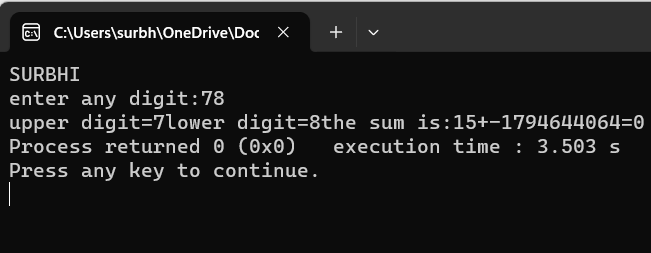 C:\Users\surbh\OneDrive\Doc
SURBHI
enter any digit:78
upper digit=7lower digit=8the sum is:15+-1794644064=0
Process returned 0 (0x0)   execution time : 3.503 s
Press any key to continue.